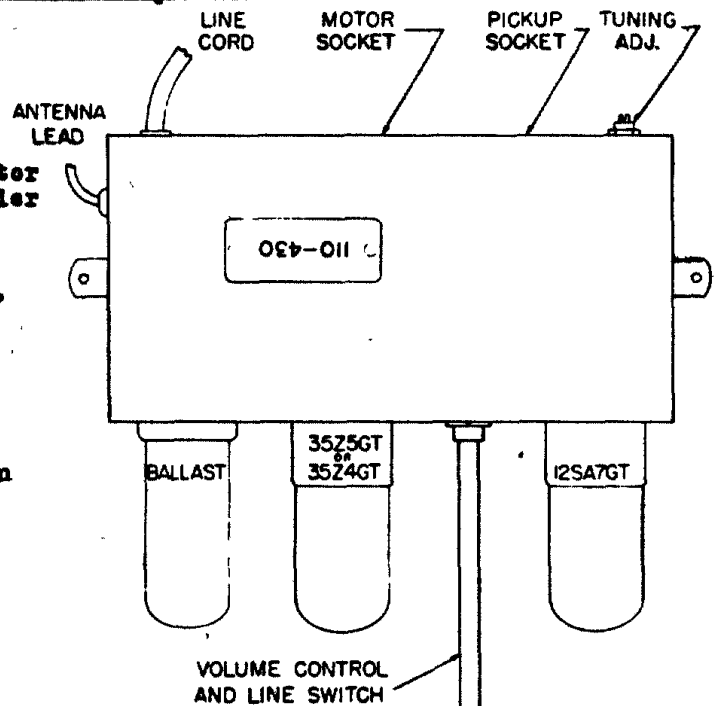 LINE
CORD
MOTOR
SOCKET
PICKUP
SOCKET
TUNING
ADJ.
ANTENNA
LEAD
110-430
35Z5GT
OR
35Z4GT
BALLAST
12SA7GT
VOLUME CONTROL
AND LINE SWITCH